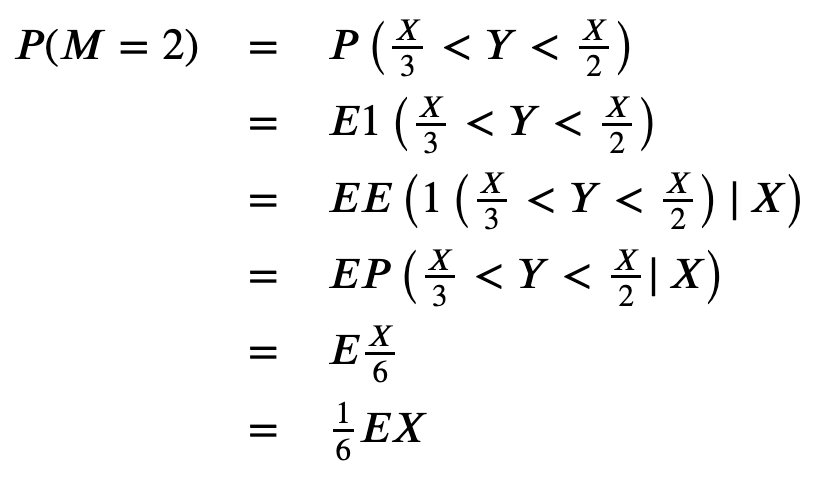 P(M = 2) = P(X/3 < Y < X/2)
= E1(X/3 < Y < X/2)
= EE(1(X/3 < Y < X/2) | X)
= EP(X/3 < Y < X/2 | X)
= E X/6
= 1/6 EX